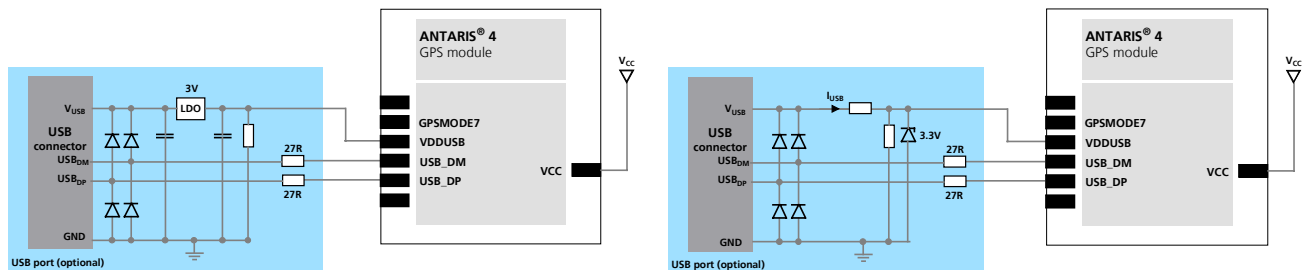 ANTARIS® 4
GPS module
VCC
3V
LDO
VUSB
USB
connector
USBDM
USBDP
GND
27R
27R
GPSMODE7
VDDUSB
USB_DM
USB_DP
VCC
USB port (optional)
ANTARIS® 4
GPS module
VCC
IUSB
VUSB
3.3V
USB
connector
USBDM
USBDP
GND
27R
27R
GPSMODE7
VDDUSB
USB_DM
USB_DP
VCC
USB port (optional)